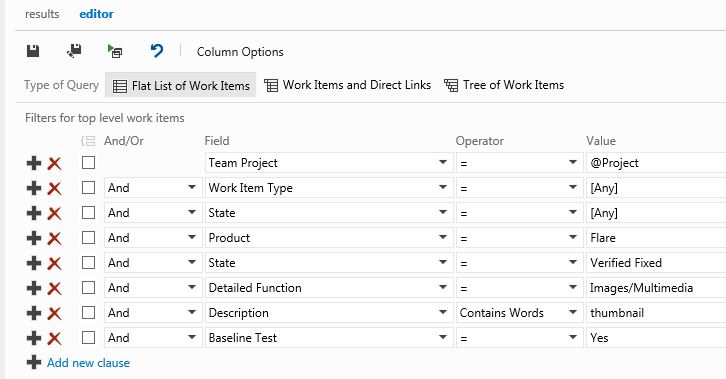 results editor
Column Options
Type of Query Flat List of Work Items Work Items and Direct Links Tree of Work Items
Filters for top level work items
And/Or Field Operator Value
Team Project = @Project
And Work Item Type = [Any]
And State = [Any]
And Product = Flare
And State = Verified Fixed
And Detailed Function = Images/Multimedia
And Description Contains Words thumbnail
And Baseline Test = Yes
Add new clause